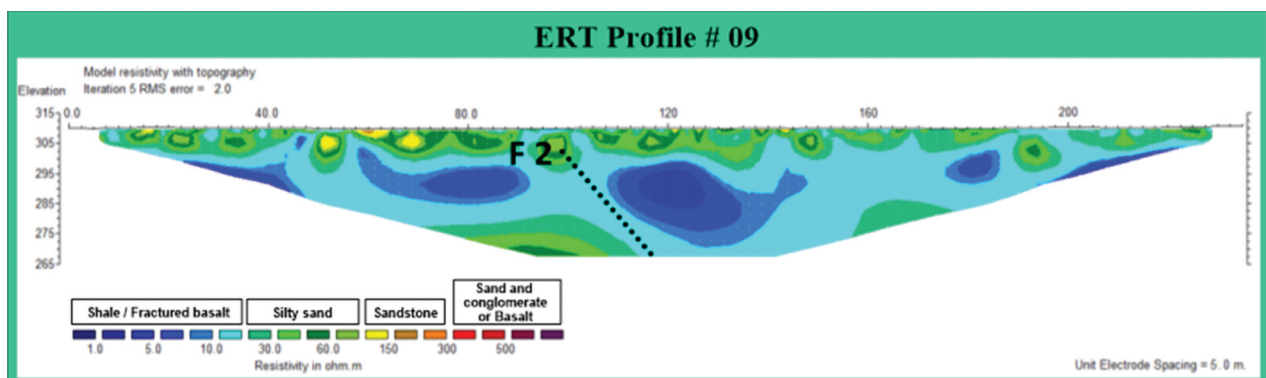 ERT Profile # 09
Model resistivity with topography
Iteration 5 RMS error = 2.0
Elevation
315 0.0 40.0 80.0 120 160 200
305
295
285
275
265
F 2
Shale / Fractured basalt Silty sand Sandstone Sand and conglomerate or Basalt
1.0 5.0 10.0 30.0 60.0 150 300 500
Resistivity in ohm.m
Unit Electrode Spacing = 5.0 m.